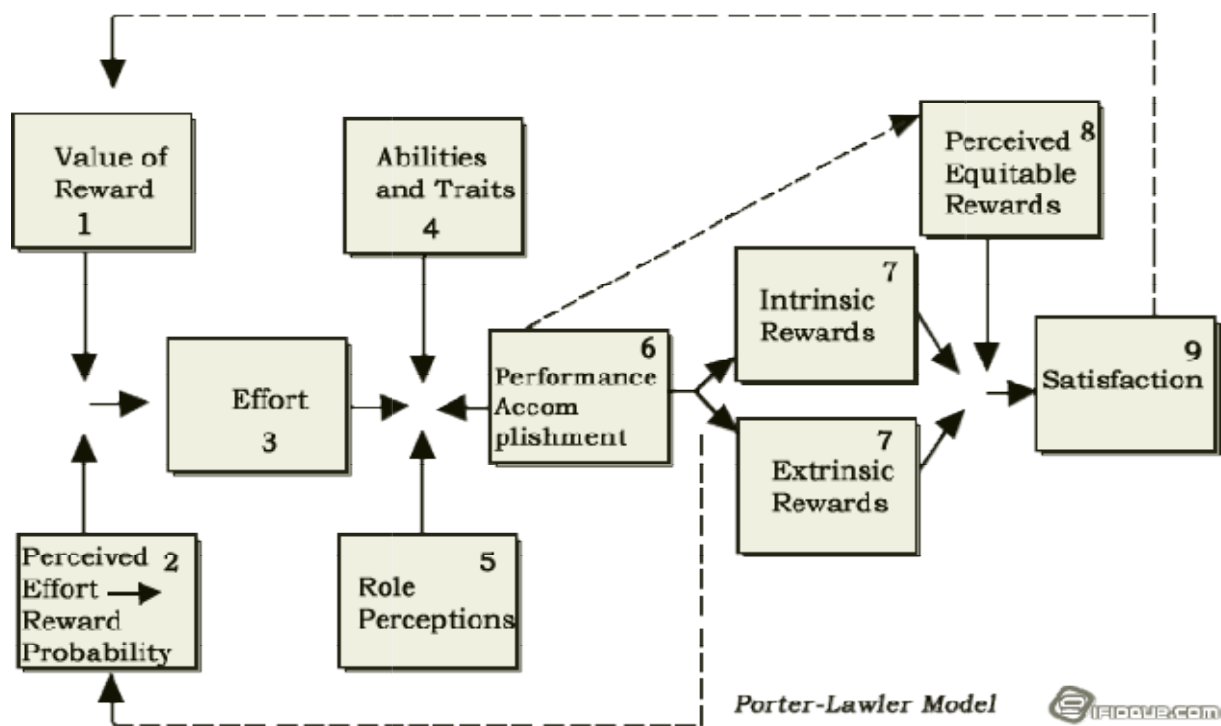 Value of
Reward
1
Abilities
and Traits
4
8
Perceived
Equitable
Rewards
7
Intrinsic
Rewards
Effort
3
6
Performance
Accom
plishment
9
Satisfaction
7
Extrinsic
Rewards
Perceived 2
Effort
Reward
Probability
5
Role
Perceptions
Porter-Lawler Model